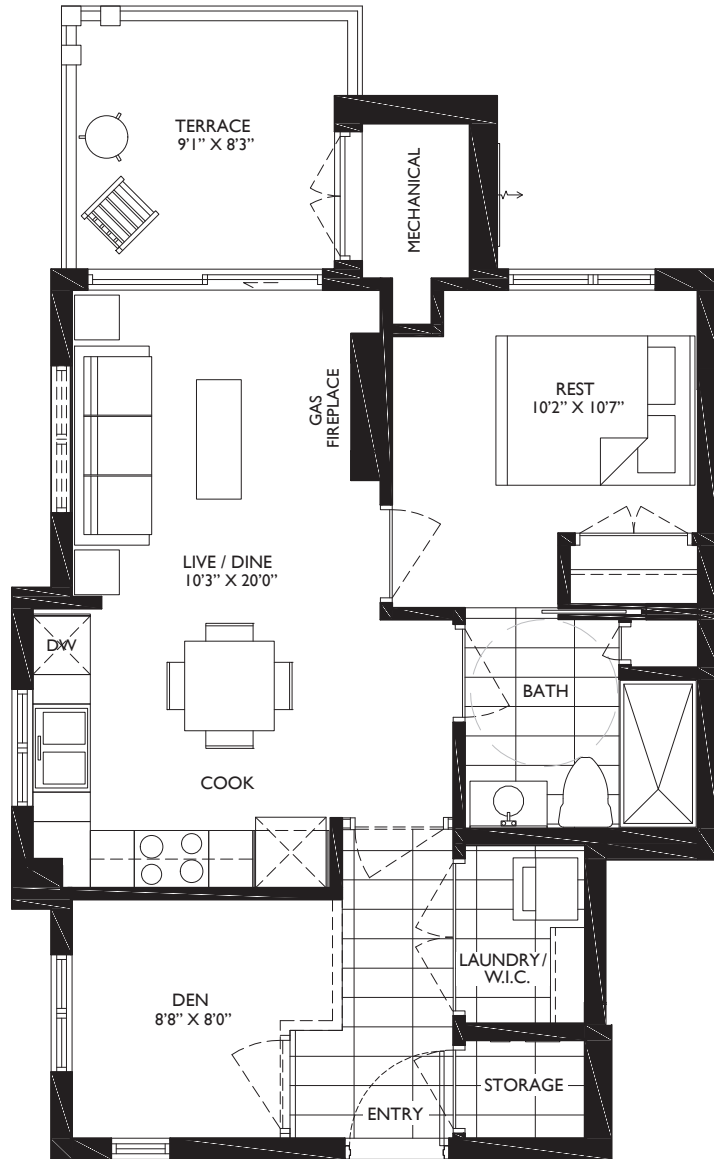 TERRACE
9'1" X 8'3"
MECHANICAL
GAS
FIREPLACE
REST
10'2" X 10'7"
LIVE / DINE
10'3" X 20'0"
DW
BATH
COOK
LAUNDRY/
W.I.C.
DEN
8'8" X 8'0"
STORAGE
ENTRY